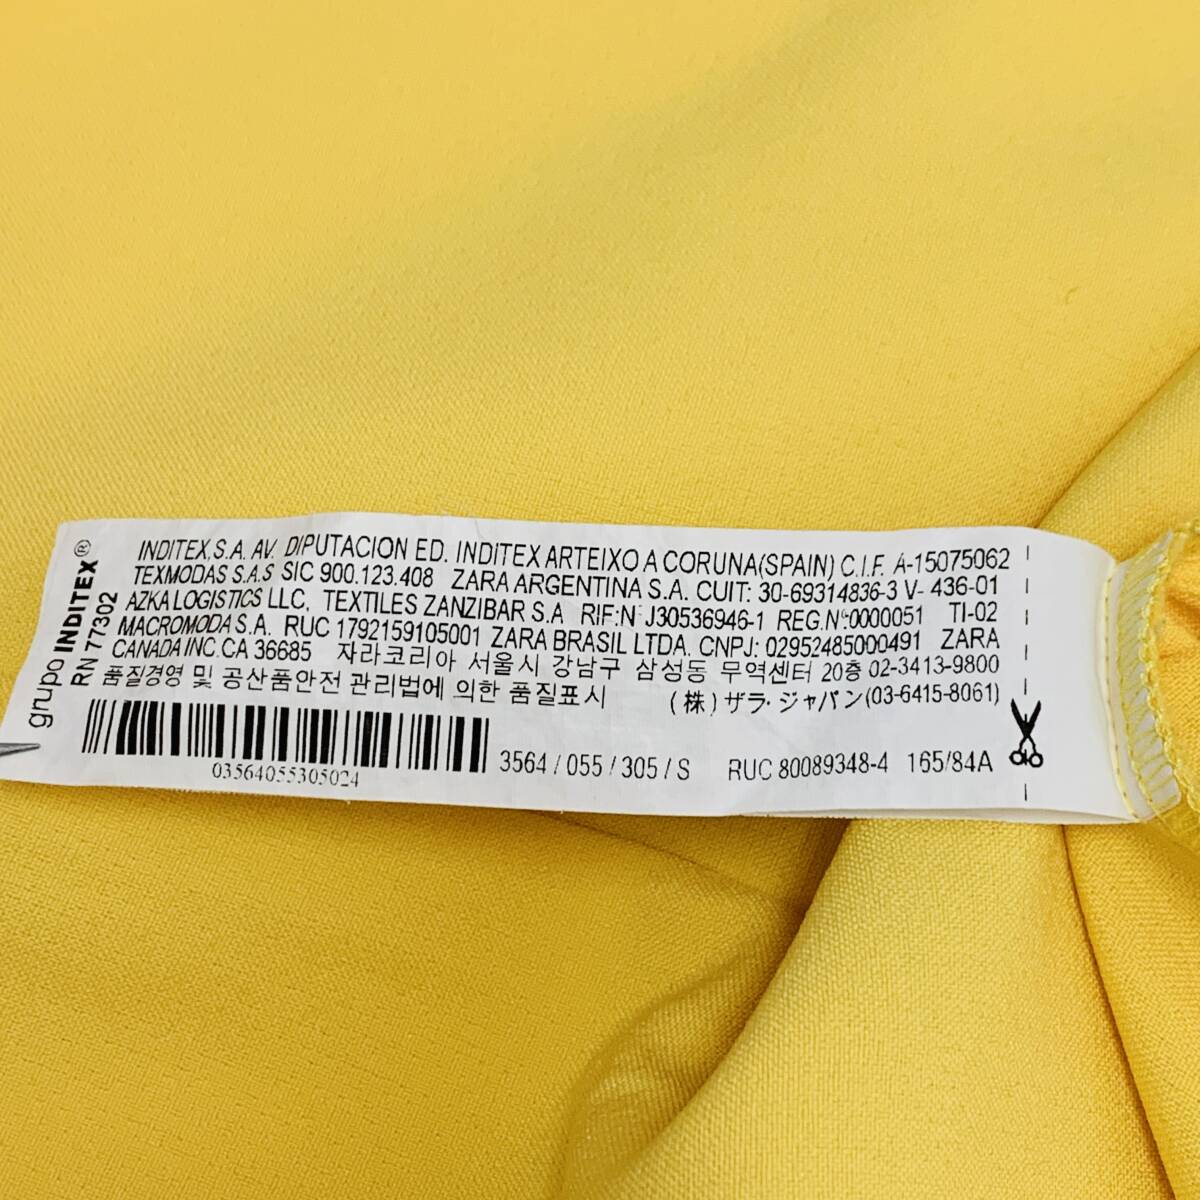 grupo INDITEX ®
RN 77302
INDITEX,S.A. AV. DIPUTACION ED. INDITEX ARTEIXO A CORUNA(SPAIN) C.I.F. A-15075062
TEXMODAS S.A.S SIC 900.123.408 ZARA ARGENTINA S.A. CUIT: 30-69314836-3 V- 436-01
AZKA LOGISTICS LLC, TEXTILES ZANZIBAR S.A RIF:Nº J30536946-1 REG.Nº:0000051 TI-02
MACROMODA S.A. RUC 1792159105001 ZARA BRASIL LTDA. CNPJ: 02952485000491 ZARA
CANADA INC. CA 36685 자라코리아 서울시 강남구 삼성동 무역센터 20층 02-3413-9800
품질경영 및 공산품안전 관리법에 의한 품질표시 (株) ザラ・ジャパン(03-6415-8061)
03564055305024 3564 / 055 / 305 / S RUC 80089348-4 165/84A